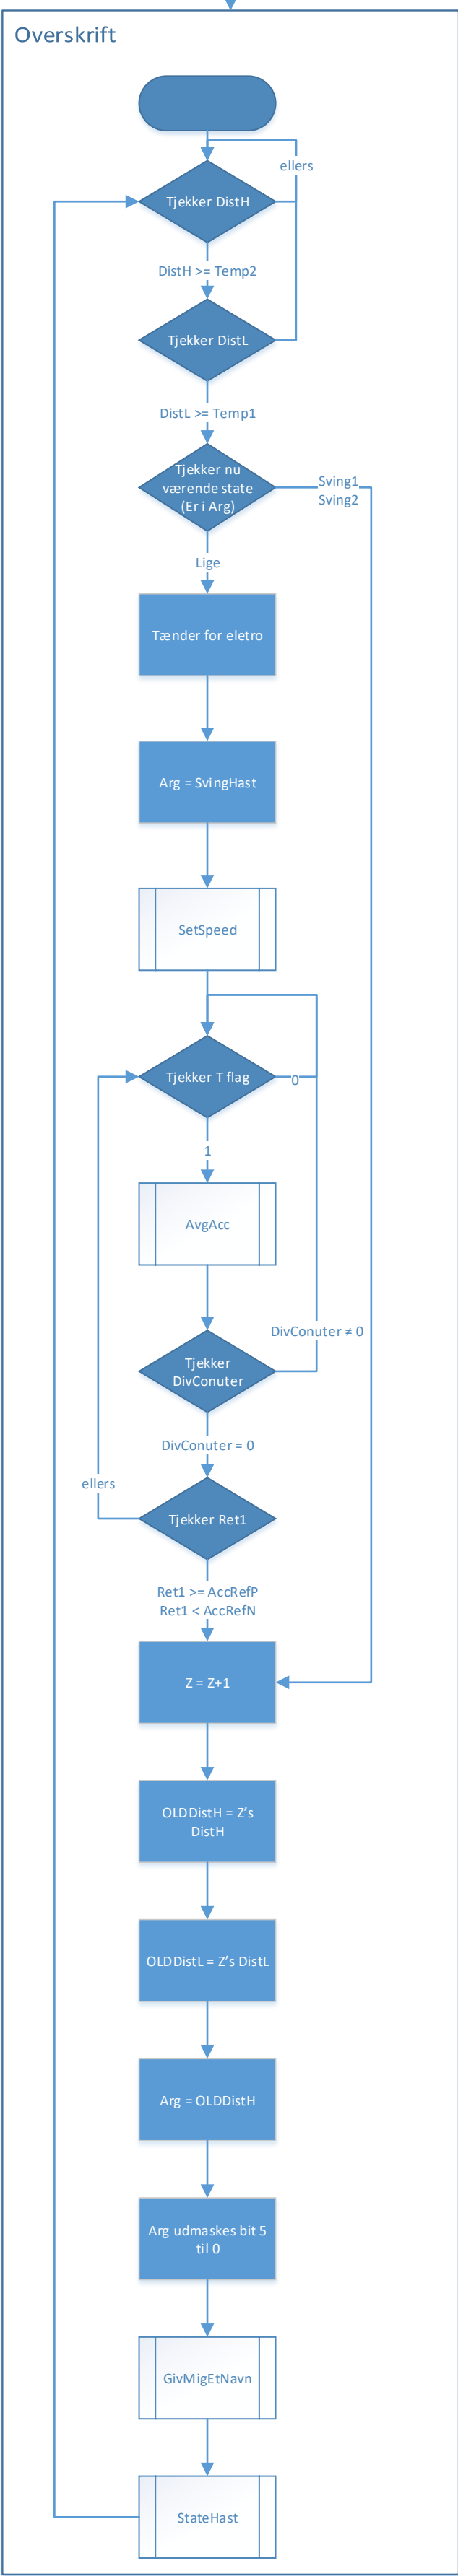 Overskrift
ellers
Tjekker DistH
DistH >= Temp2
Tjekker DistL
DistL >= Temp1
Tjekker nu
værende state
(Er i Arg)
Sving1
Sving2
Lige
Tænder for eletro
Arg = SvingHast
SetSpeed
Tjekker T flag
0
1
AvgAcc
DivConuter ≠ 0
Tjekker
DivConuter
DivConuter = 0
ellers
Tjekker Ret1
Ret1 >= AccRefP
Ret1 < AccRefN
Z = Z+1
OLDDistH = Z's
DistH
OLDDistL = Z's DistL
Arg = OLDDistH
Arg udmaskes bit 5
til 0
GivMigEtNavn
StateHast